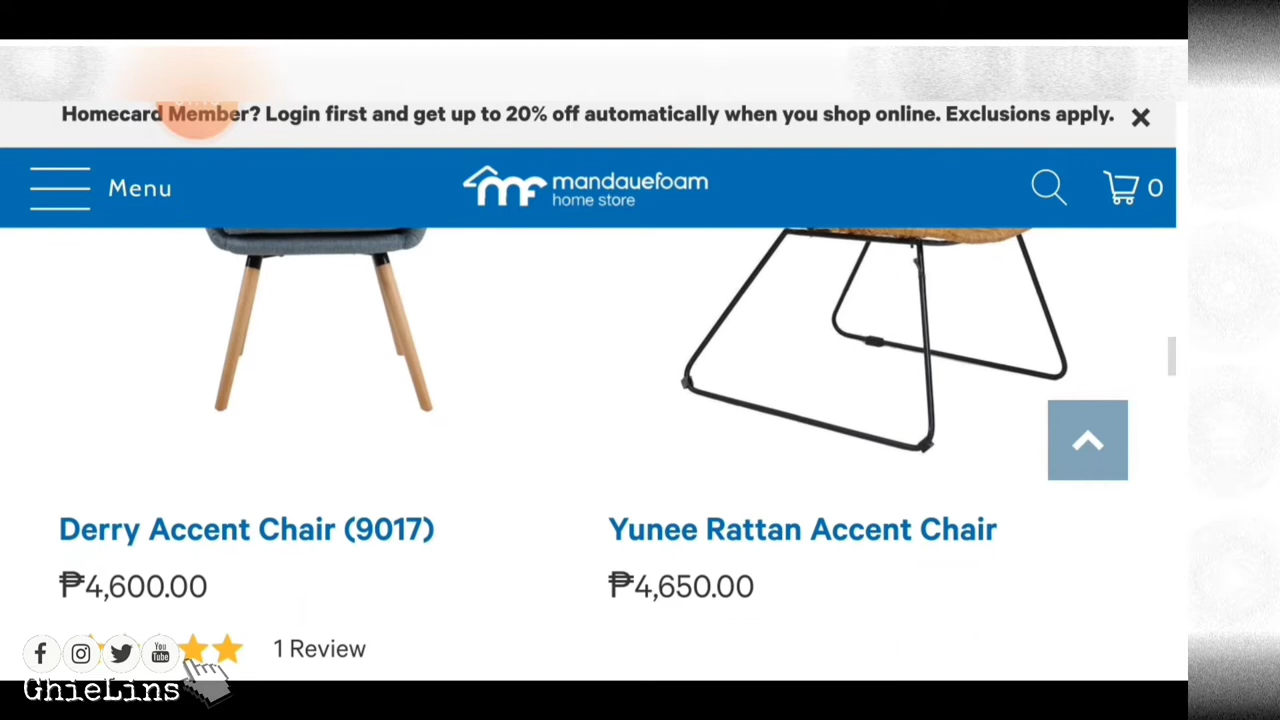 Homecard Member? Login first and get up to 20% off automatically when you shop online. Exclusions apply.
Menu
mandauefoam
home store
0
Derry Accent Chair (9017)
Yunee Rattan Accent Chair
₱4,600.00
₱4,650.00
1 Review
You
Tube
GhieLins